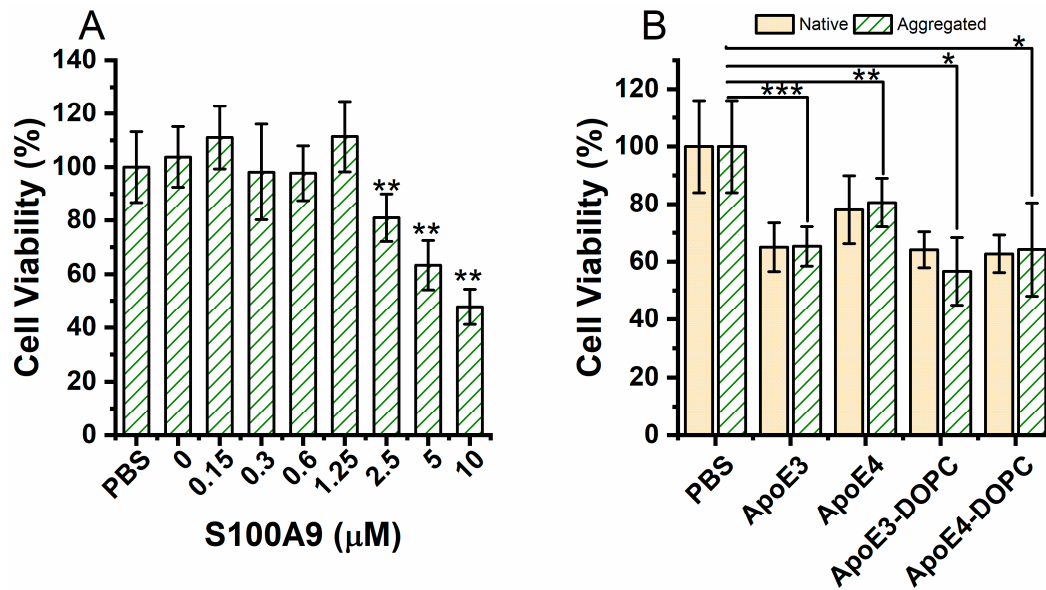 A
Cell Viability (%)
140
120
100
80
60
40
20
0
**
**
**
PBS
0
0.15
0.3
0.6
1.25
2.5
5
10
S100A9 (μM)
B
Native
Aggregated
Cell Viability (%)
120
100
80
60
40
20
0
*
*
**
***
PBS
ApoE3
ApoE4
ApoE3-DOPC
ApoE4-DOPC